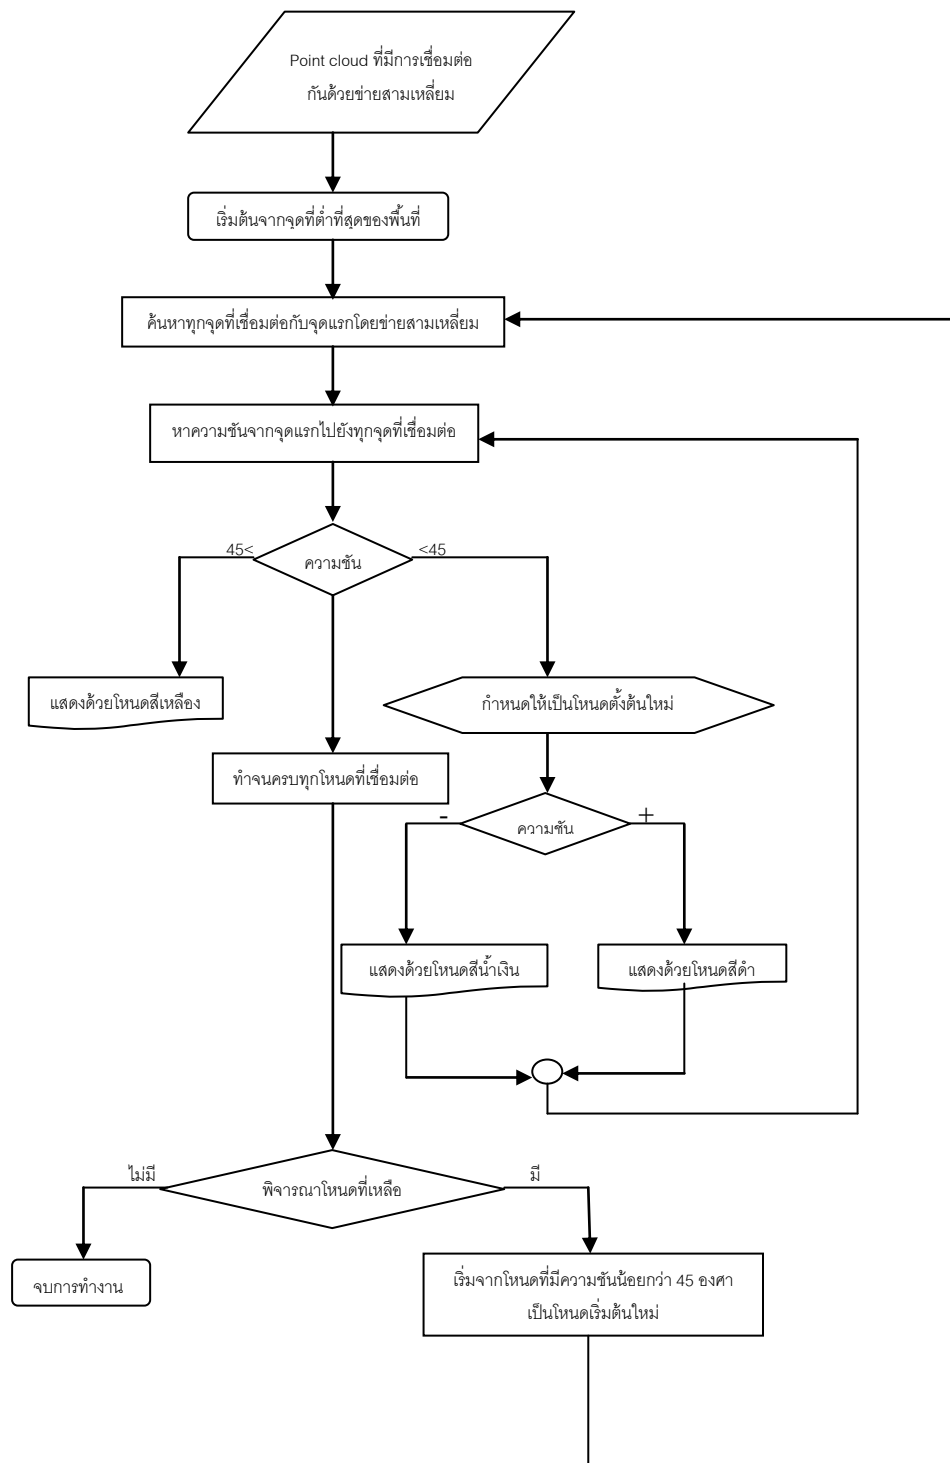 Point cloud ที่มีการเชื่อมต่อ
กันด้วยข่ายสามเหลี่ยม
เริ่มต้นจากจุดที่ต่ำที่สุดของพื้นที่
ค้นหาทุกจุดที่เชื่อมต่อกับจุดแรกโดยข่ายสามเหลี่ยม
หาความชันจากจุดแรกไปยังทุกจุดที่เชื่อมต่อ
45<
<45
ความชัน
แสดงด้วยโหนดสีเหลือง
กำหนดให้เป็นโหนดตั้งต้นใหม่
ทำจนครบทุกโหนดที่เชื่อมต่อ
-
+
ความชัน
แสดงด้วยโหนดสีน้ำเงิน
แสดงด้วยโหนดสีดำ
ไม่มี
มี
พิจารณาโหนดที่เหลือ
จบการทำงาน
เริ่มจากโหนดที่มีความชันน้อยกว่า 45 องศา
เป็นโหนดเริ่มต้นใหม่